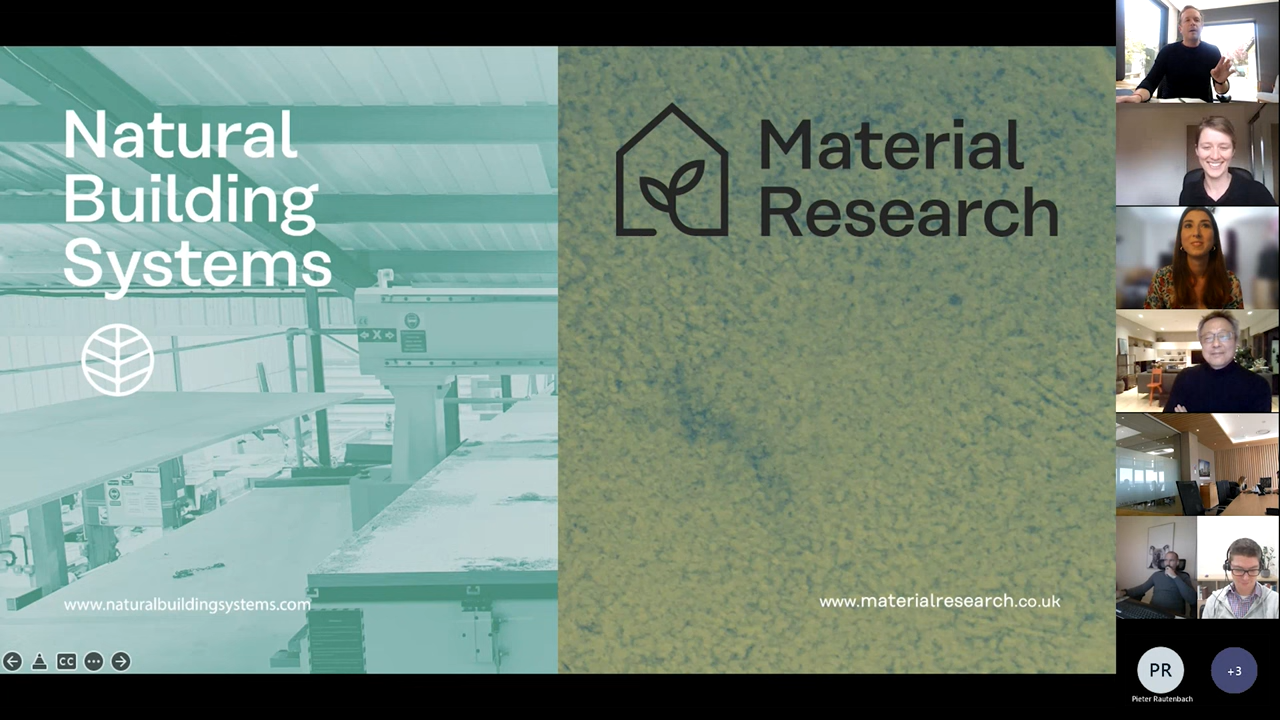 Natural
Building
Systems
www.naturalbuildingsystems.com
Material
Research
www.materialresearch.co.uk
X
CC
PR
+3
Pieter Rautenbach